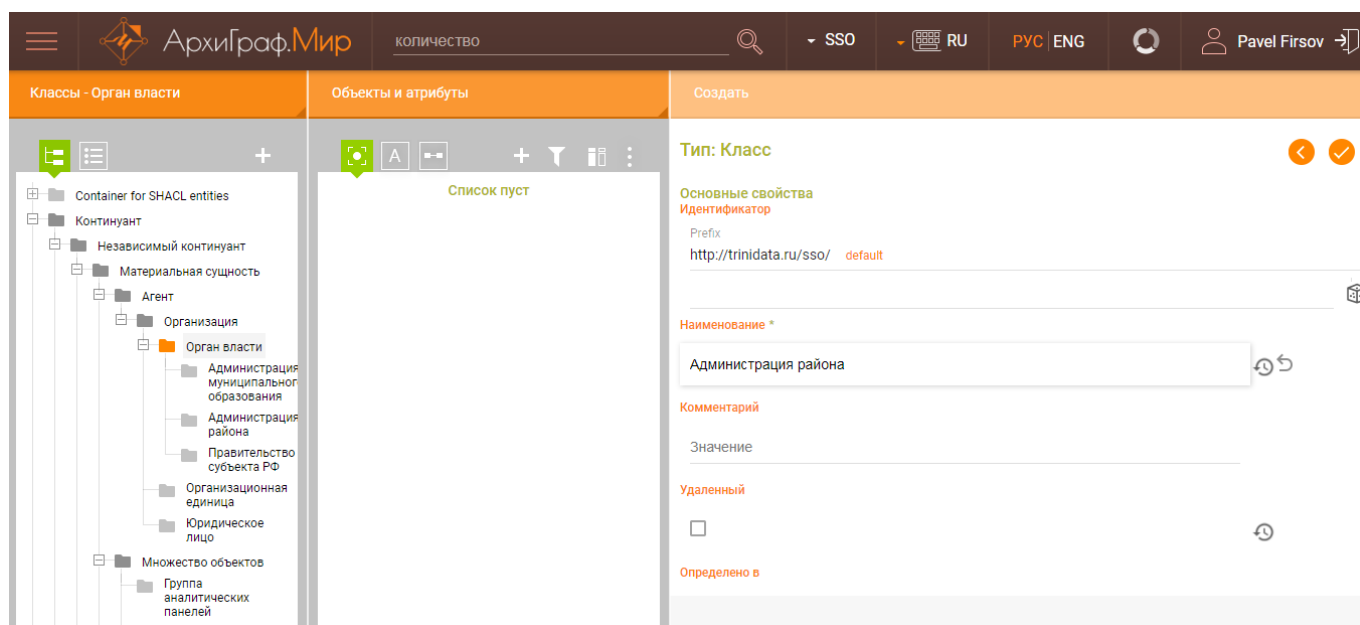 АрхиГраф.Мир
количество
SSO
RU
РУС ENG
Pavel Firsov
Классы - Орган власти
Объекты и атрибуты
Создать
A
Container for SHACL entities
Континуант
Независимый континуант
Материальная сущность
Агент
Организация
Орган власти
Администрация
муниципального
образования
Администрация
района
Правительство
субъекта РФ
Организационная
единица
Юридическое
лицо
Множество объектов
Группа
аналитических
панелей
Список пуст
Тип: Класс
Основные свойства
Идентификатор
Prefix
http://trinidata.ru/sso/ default
Наименование *
Администрация района
Комментарий
Значение
Удаленный
Определено в